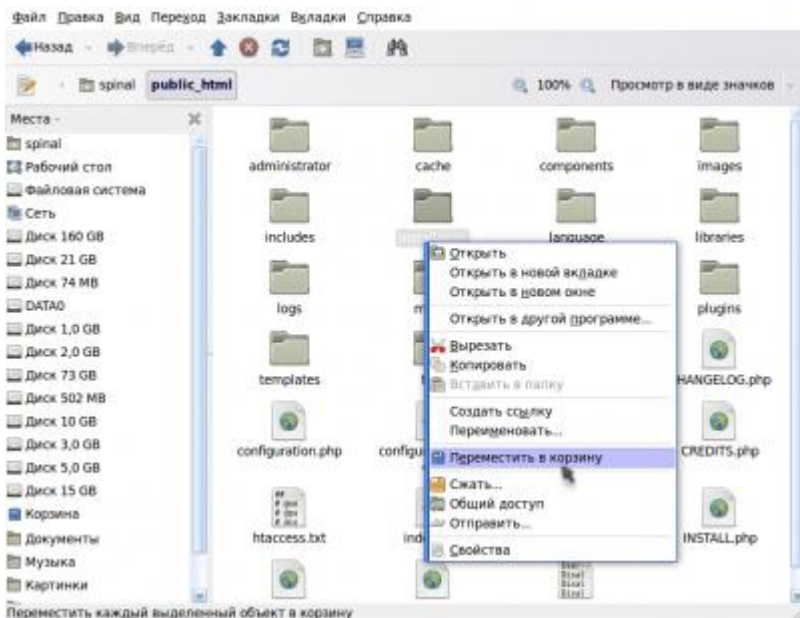 Файл Правка Вид Переход Закладки Вкладки Справка
Назад Вперёд
spinal public_html 100% Просмотр в виде значков
Места
spinal
Рабочий стол
Файловая система
Сеть
Диск 160 GB
Диск 21 GB
Диск 74 MB
DATA0
Диск 1,0 GB
Диск 2,0 GB
Диск 73 GB
Диск 502 MB
Диск 10 GB
Диск 3,0 GB
Диск 5,0 GB
Диск 15 GB
Корзина
Документы
Музыка
Картинки
administrator cache components images
includes language libraries
logs plugins
templates HANGELOG.php
configuration.php configu CREDITS.php
htaccess.txt ind INSTALL.php
Открыть
Открыть в новой вкладке
Открыть в новом окне
Открыть в другой программе...
Вырезать
Копировать
Вставить в папку
Создать ссылку
Переименовать...
Переместить в корзину
Сжать...
Общий доступ
Отправить...
Свойства
Переместить каждый выделенный объект в корзину